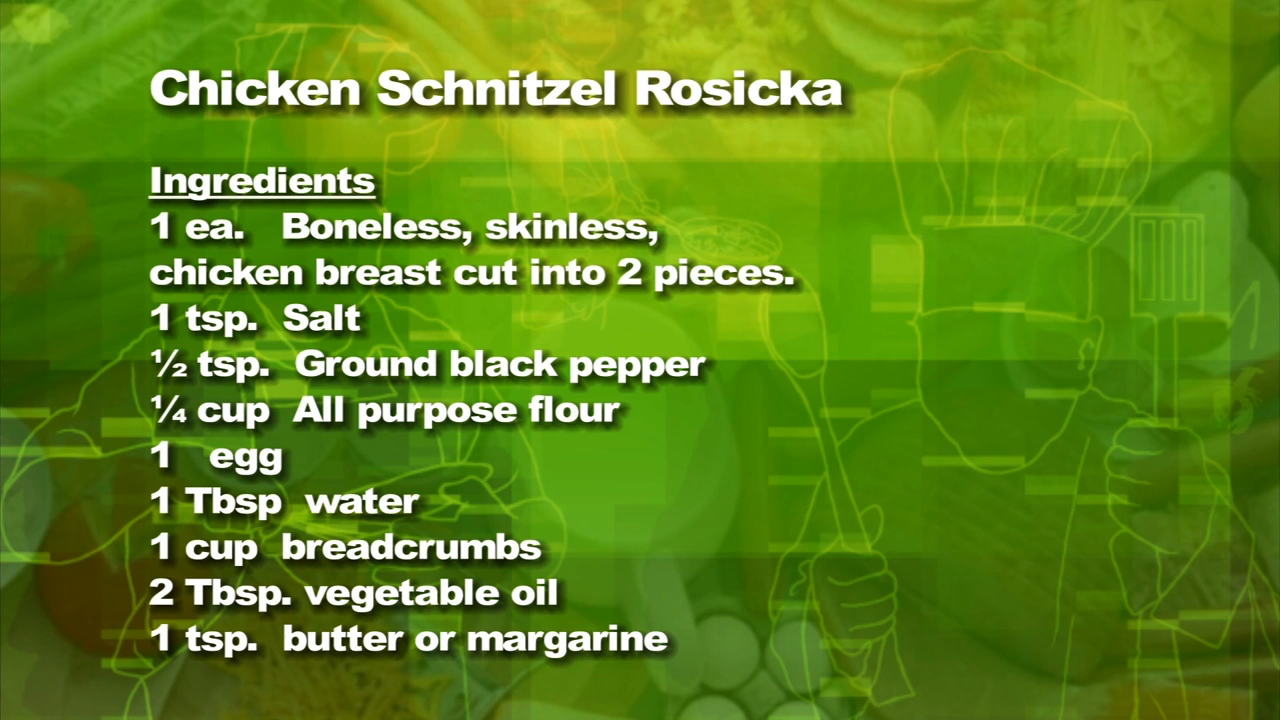 Chicken Schnitzel Rosicka
Ingredients
1 ea. Boneless, skinless,
chicken breast cut into 2 pieces.
1 tsp. Salt
½ tsp. Ground black pepper
¼ cup All purpose flour
1 egg
1 Tbsp water
1 cup breadcrumbs
2 Tbsp. vegetable oil
1 tsp. butter or margarine